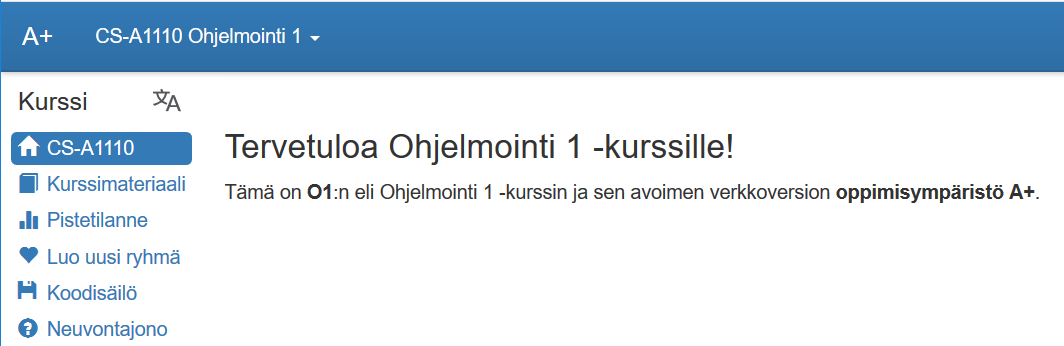 A+ CS-A1110 Ohjelmointi 1
Kurssi
CS-A1110
Kurssimateriaali
Pistetilanne
Luo uusi ryhmä
Koodisäilö
Neuvontajono
Tervetuloa Ohjelmointi 1 -kurssille!
Tämä on O1:n eli Ohjelmointi 1 -kurssin ja sen avoimen verkkoversion oppimisympäristö A+.